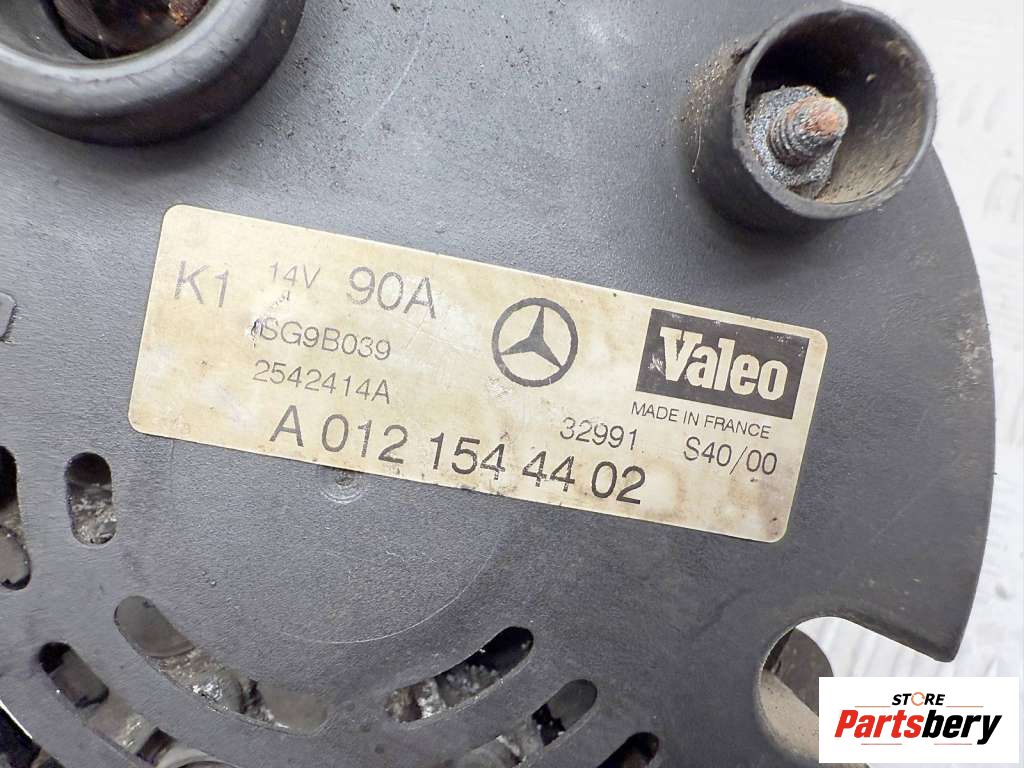 K1 14V 90A
SG9B039
2542414A
A 012 154 44 02
Valeo
MADE IN FRANCE
32991 S40/00
STORE
Partsbery